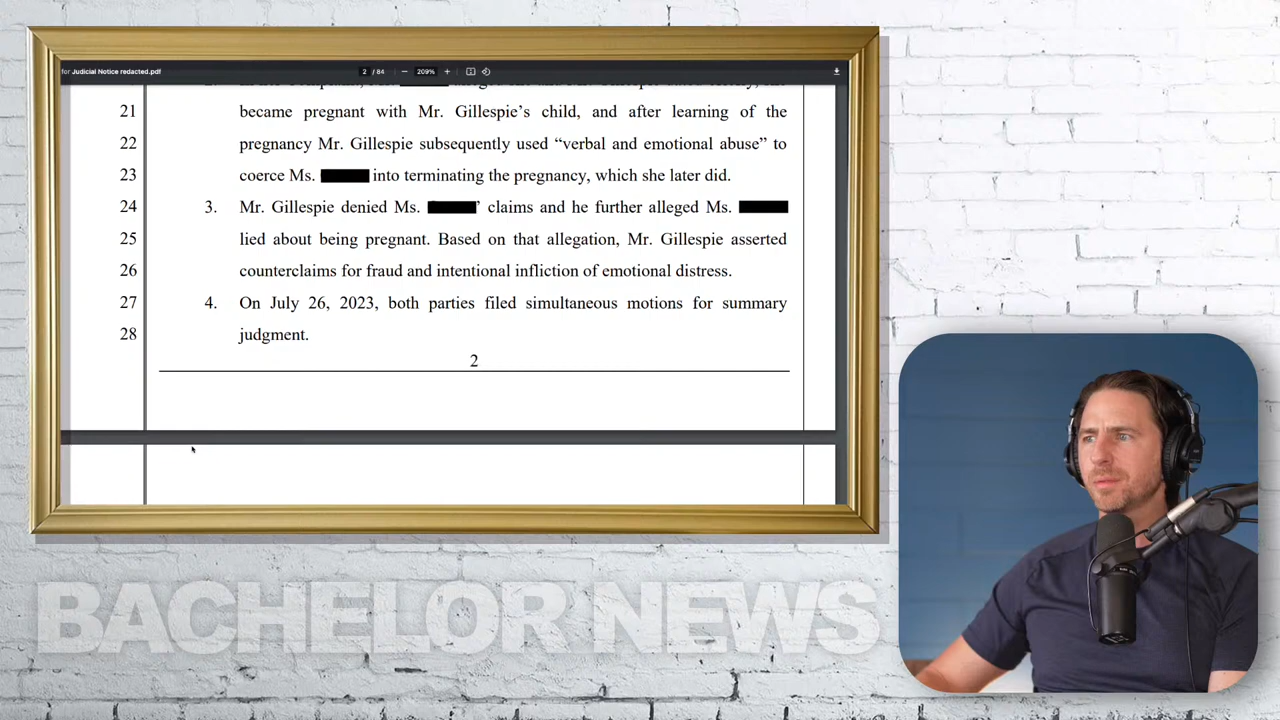 for Judicial Notice redacted.pdf 2 / 84 209%
21 became pregnant with Mr. Gillespie’s child, and after learning of the
22 pregnancy Mr. Gillespie subsequently used “verbal and emotional abuse” to
23 coerce Ms. into terminating the pregnancy, which she later did.
24 3. Mr. Gillespie denied Ms. ’ claims and he further alleged Ms.
25 lied about being pregnant. Based on that allegation, Mr. Gillespie asserted
26 counterclaims for fraud and intentional infliction of emotional distress.
27 4. On July 26, 2023, both parties filed simultaneous motions for summary
28 judgment.
2
BACHELOR NEWS